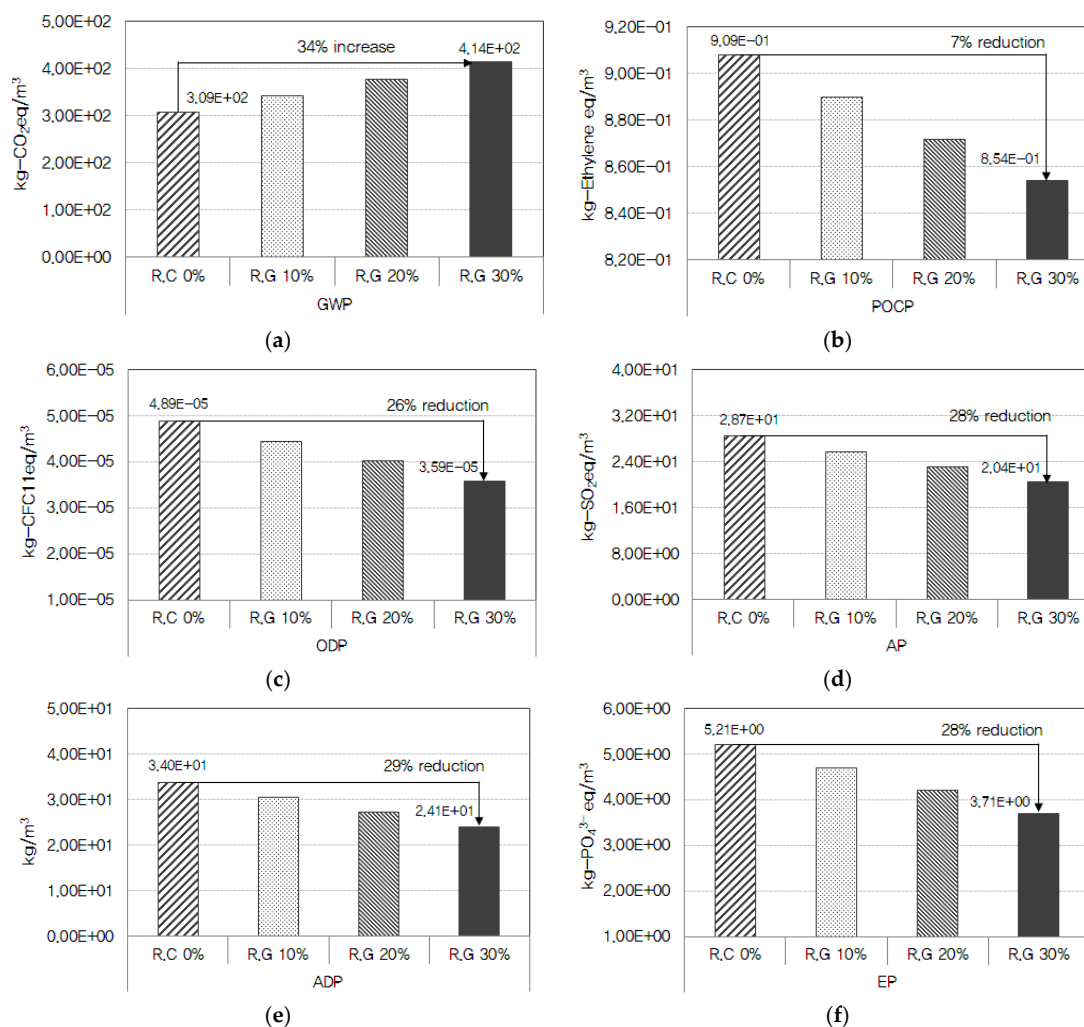 5,00E+02
4,00E+02
3,00E+02
2,00E+02
1,00E+02
0,00E+00
kg-CO₂eq/m³
34% increase
3,09E+02
4,14E+02
R,C 0%
R,G 10%
R,G 20%
R,G 30%
GWP
(a)
9,20E-01
9,00E-01
8,80E-01
8,60E-01
8,40E-01
8,20E-01
kg-Ethylene eq/m³
9,09E-01
7% reduction
8,54E-01
R,C 0%
R,G 10%
R,G 20%
R,G 30%
POCP
(b)
6,00E-05
5,00E-05
4,00E-05
3,00E-05
2,00E-05
1,00E-05
kg-CFC11eq/m³
4,89E-05
26% reduction
3,59E-05
R,C 0%
R,G 10%
R,G 20%
R,G 30%
ODP
(c)
4,00E+01
3,20E+01
2,40E+01
1,60E+01
8,00E+00
0,00E+00
kg-SO₂eq/m³
2,87E+01
28% reduction
2,04E+01
R,C 0%
R,G 10%
R,G 20%
R,G 30%
AP
(d)
5,00E+01
4,00E+01
3,00E+01
2,00E+01
1,00E+01
0,00E+00
kg/m³
3,40E+01
29% reduction
2,41E+01
R,C 0%
R,G 10%
R,G 20%
R,G 30%
ADP
(e)
6,00E+00
5,00E+00
4,00E+00
3,00E+00
2,00E+00
1,00E+00
kg-PO₄³⁻ eq/m³
5,21E+00
28% reduction
3,71E+00
R,C 0%
R,G 10%
R,G 20%
R,G 30%
EP
(f)